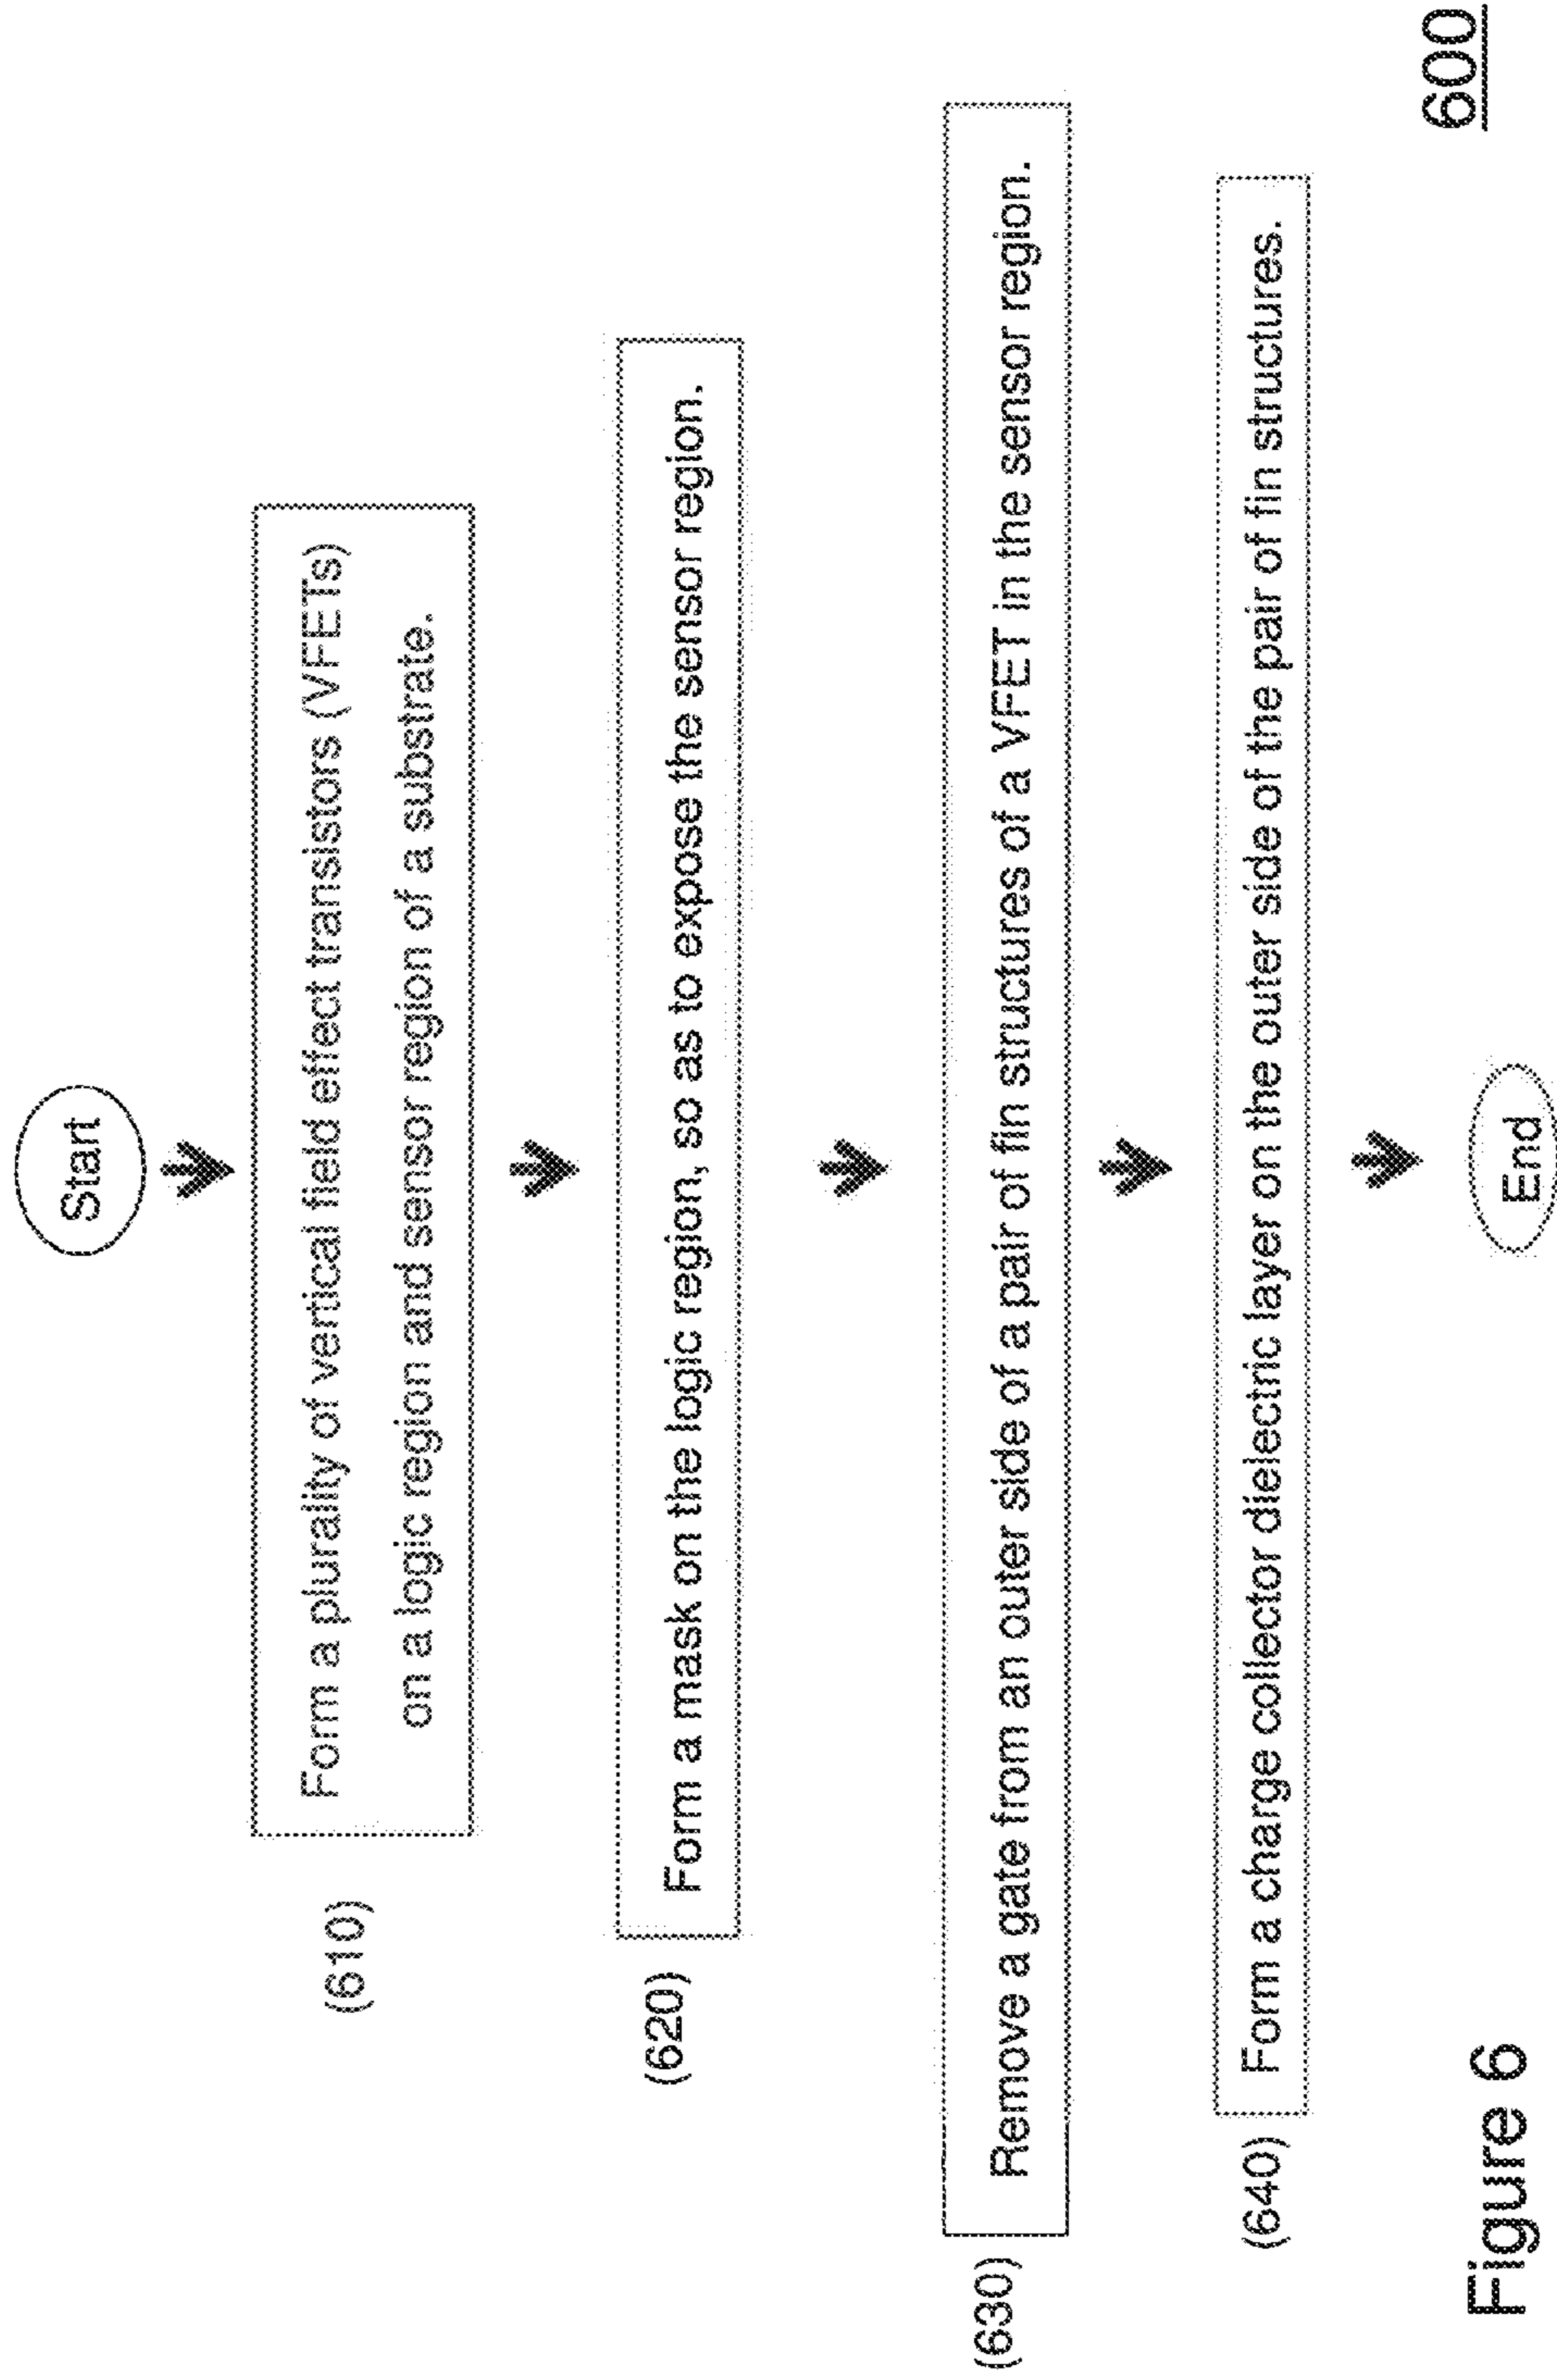 Start
(610)
Form a plurality of vertical field effect transistors (VFETs)
on a logic region and sensor region of a substrate.
(620)
Form a mask on the logic region, so as to expose the sensor region.
(630)
Remove a gate from an outer side of a pair of fin structures of a VFET in the sensor region.
(640)
Form a charge collector dielectric layer on the outer side of the pair of fin structures.
End
Figure 6
600